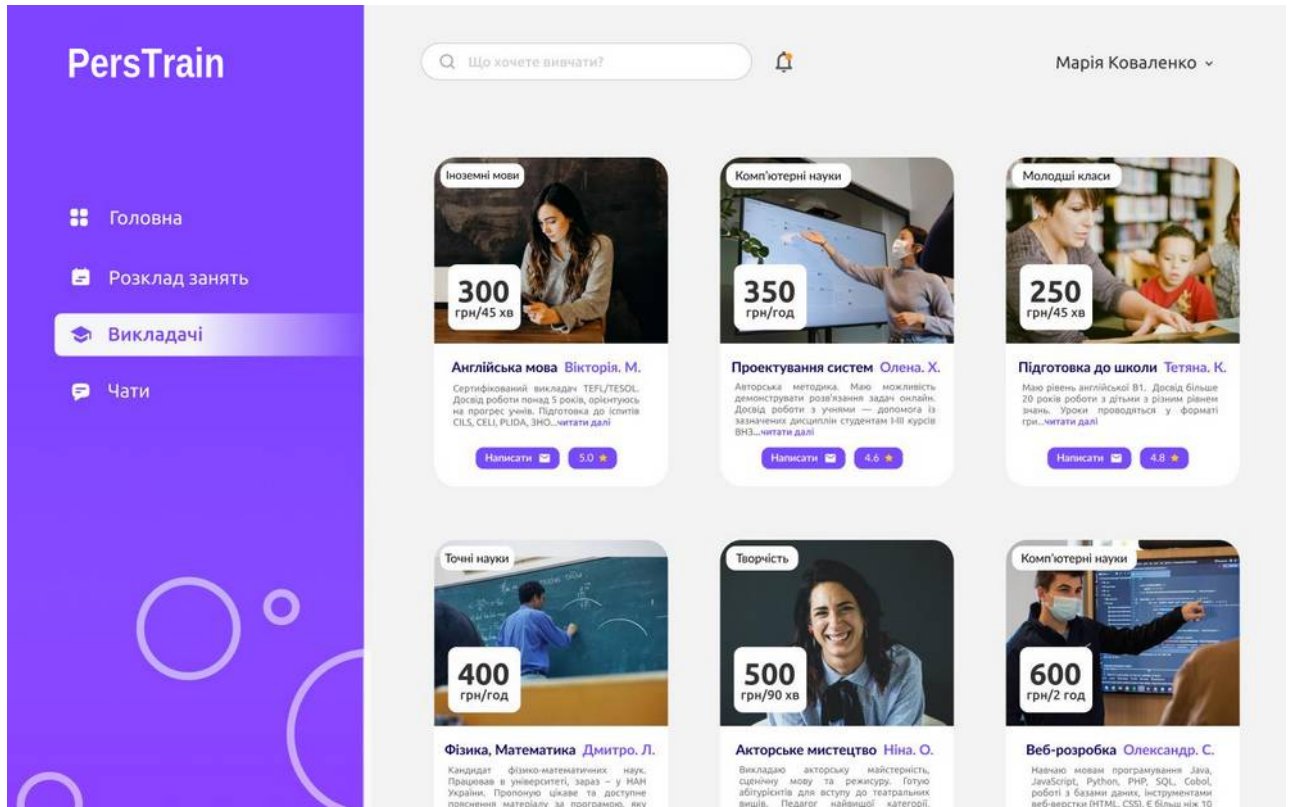 PersTrain
Що хочете вивчати?
Марія Коваленко
Головна
Розклад занять
Викладачі
Чати
Іноземні мови
300
грн/45 хв
Англійська мова Вікторія. М.
Сертифікований викладач TEFL/TESOL.
Досвід роботи понад 5 років, орієнтуюсь
на прогрес учнів. Підготовка до іспитів
CILS, CELI, PLIDA, ЗНО...читати далі
Написати
5.0
Комп'ютерні науки
350
грн/год
Проектування систем Олена. Х.
Авторська методика. Маю можливість
демонструвати розв'язання задач онлайн.
Досвід роботи з учнями — допомога із
зазначених дисциплін студентам І-ІІІ курсів
ВНЗ...читати далі
Написати
4.6
Молодші класи
250
грн/45 хв
Підготовка до школи Тетяна. К.
Маю рівень англійської В1. Досвід більше
20 років роботи з дітьми з різним рівнем
знань. Уроки проводяться у форматі
гри...читати далі
Написати
4.8
Точні науки
400
грн/год
Фізика, Математика Дмитро. Л.
Кандидат фізико-математичних наук.
Працював в університеті, зараз – у НАН
України. Пропоную цікаве та доступне
пояснення матеріалу за програмою, яку
Творчість
500
грн/90 хв
Акторське мистецтво Ніна. О.
Викладаю акторську майстерність,
сценічну мову та режисуру. Готую
абітурієнтів для вступу до театральних
вишів. Педагог найвищої категорії.
Комп'ютерні науки
600
грн/2 год
Веб-розробка Олександр. С.
Навчаю мовам програмування Java,
JavaScript, Python, PHP, SQL, Cobol,
роботі з базами даних, інструментами
веб-верстки (HTML, CSS). Є більш ніж 10